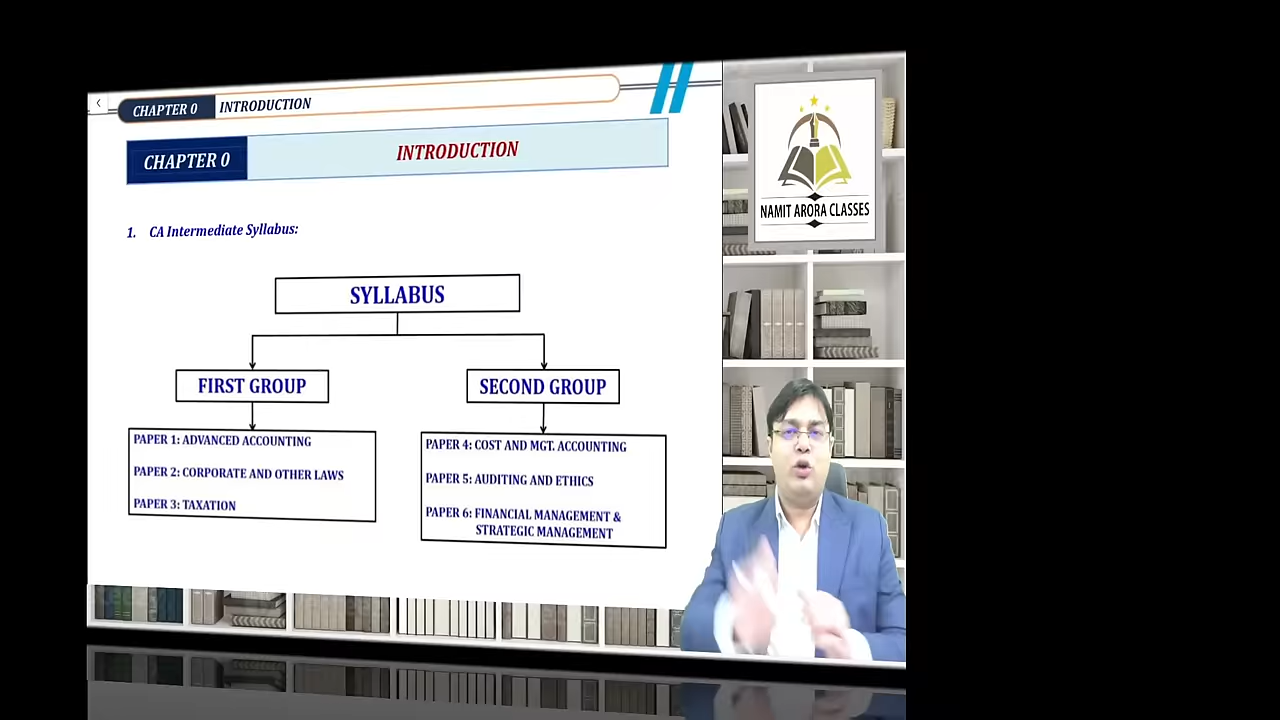 CHAPTER 0 INTRODUCTION
CHAPTER 0 INTRODUCTION
NAMIT ARORA CLASSES
1. CA Intermediate Syllabus:
SYLLABUS
FIRST GROUP
SECOND GROUP
PAPER 1: ADVANCED ACCOUNTING
PAPER 2: CORPORATE AND OTHER LAWS
PAPER 3: TAXATION
PAPER 4: COST AND MGT. ACCOUNTING
PAPER 5: AUDITING AND ETHICS
PAPER 6: FINANCIAL MANAGEMENT &
STRATEGIC MANAGEMENT